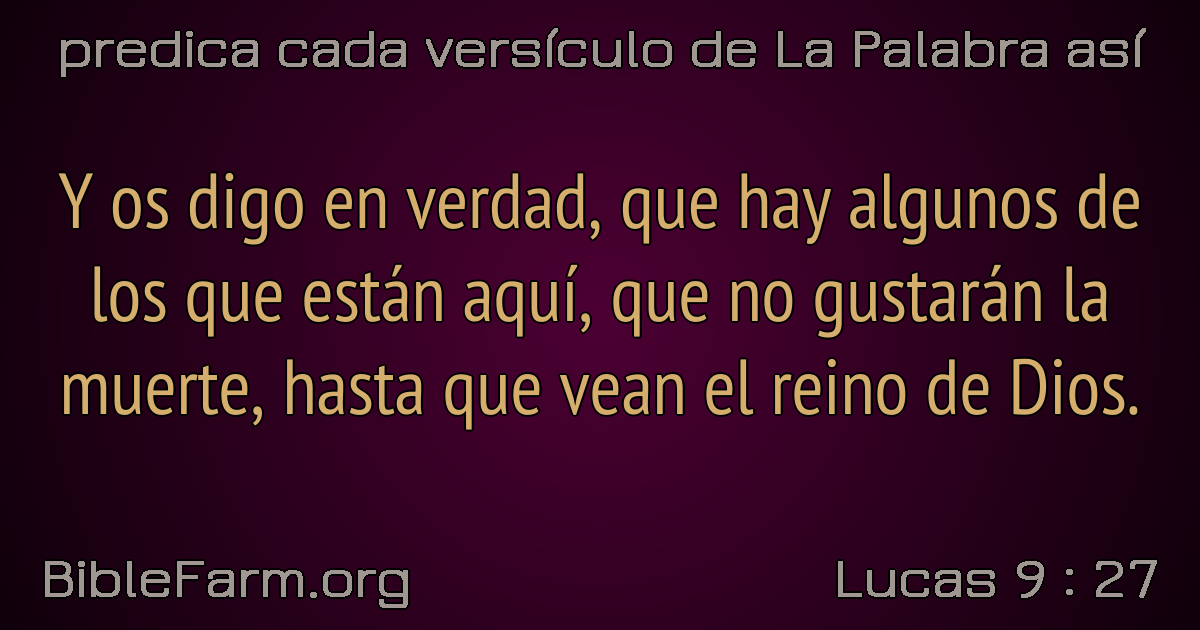 predica cada versículo de La Palabra así
Y os digo en verdad, que hay algunos de
los que están aquí, que no gustarán la
muerte, hasta que vean el reino de Dios.
BibleFarm.org
Lucas 9 : 27